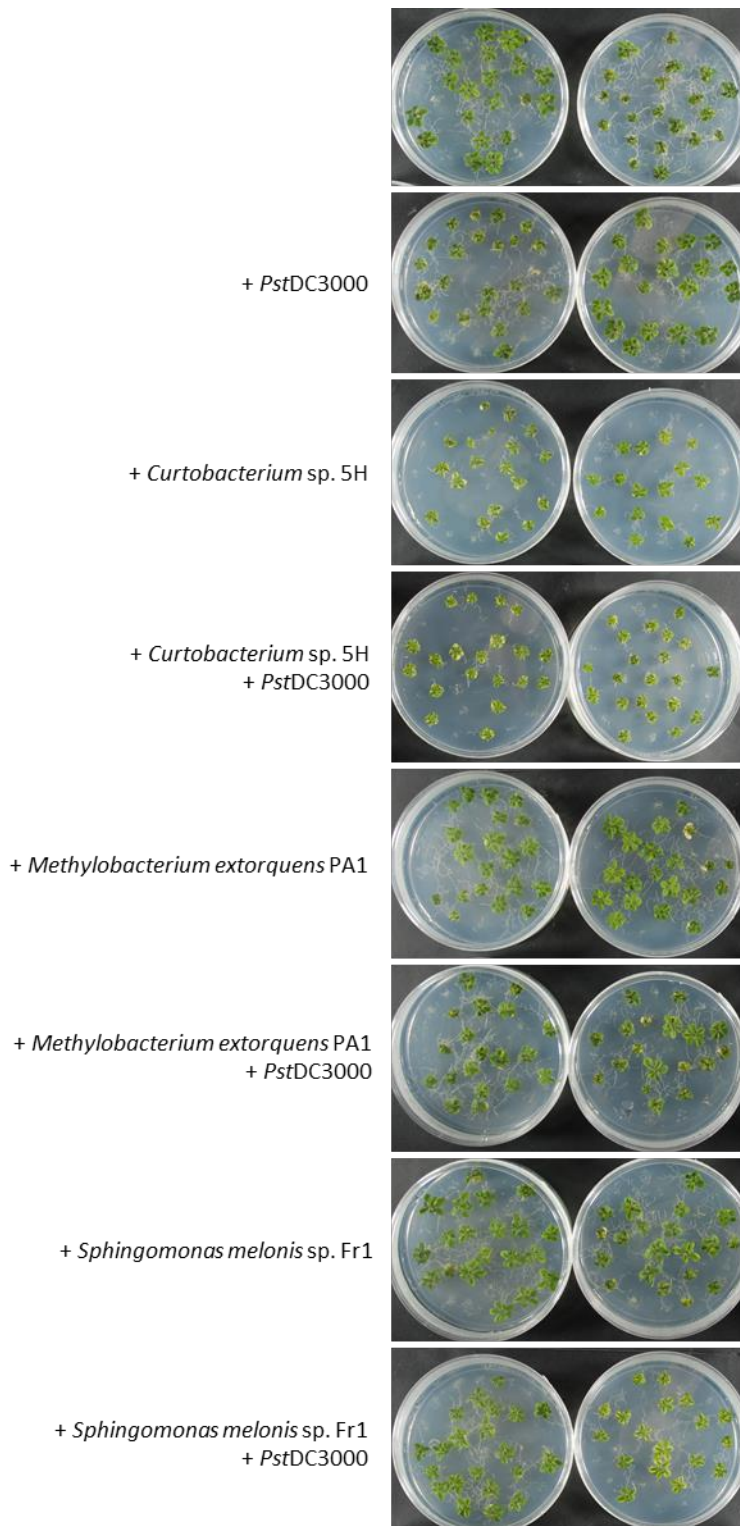 + PstDC3000
+ Curtobacterium sp. 5H
+ Curtobacterium sp. 5H
+ PstDC3000
+ Methylobacterium extorquens PA1
+ Methylobacterium extorquens PA1
+ PstDC3000
+ Sphingomonas melonis sp. Fr1
+ Sphingomonas melonis sp. Fr1
+ PstDC3000